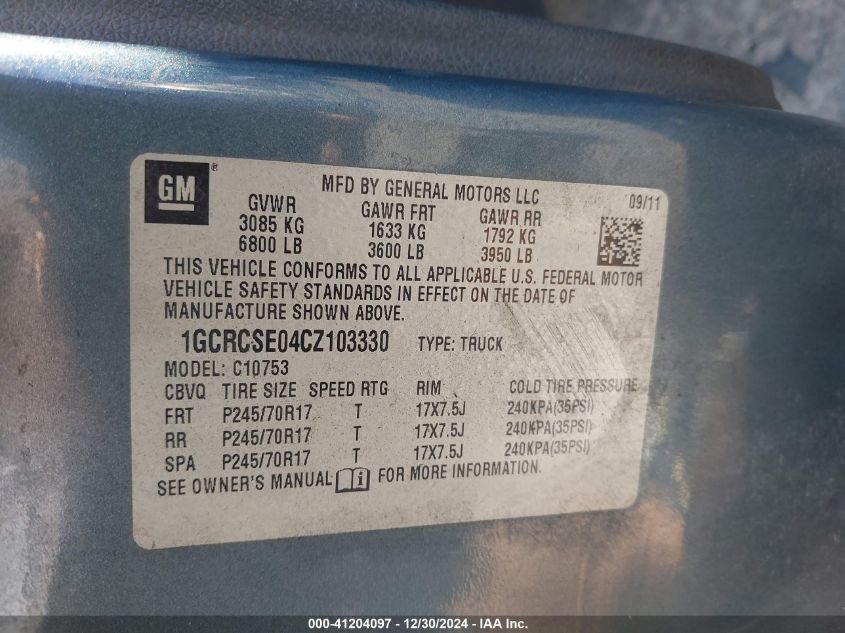 GM ®
MFD BY GENERAL MOTORS LLC 09/11
GVWR GAWR FRT GAWR RR
3085 KG 1633 KG 1792 KG
6800 LB 3600 LB 3950 LB
THIS VEHICLE CONFORMS TO ALL APPLICABLE U.S. FEDERAL MOTOR
VEHICLE SAFETY STANDARDS IN EFFECT ON THE DATE OF
MANUFACTURE SHOWN ABOVE.
1GCRCSE04CZ103330 TYPE: TRUCK
MODEL: C10753
CBVQ TIRE SIZE SPEED RTG RIM COLD TIRE PRESSURE
FRT P245/70R17 T 17X7.5J 240KPA(35PSI)
RR P245/70R17 T 17X7.5J 240KPA(35PSI)
SPA P245/70R17 T 17X7.5J 240KPA(35PSI)
SEE OWNER'S MANUAL i FOR MORE INFORMATION.
000-41204097 - 12/30/2024 - IAA Inc.